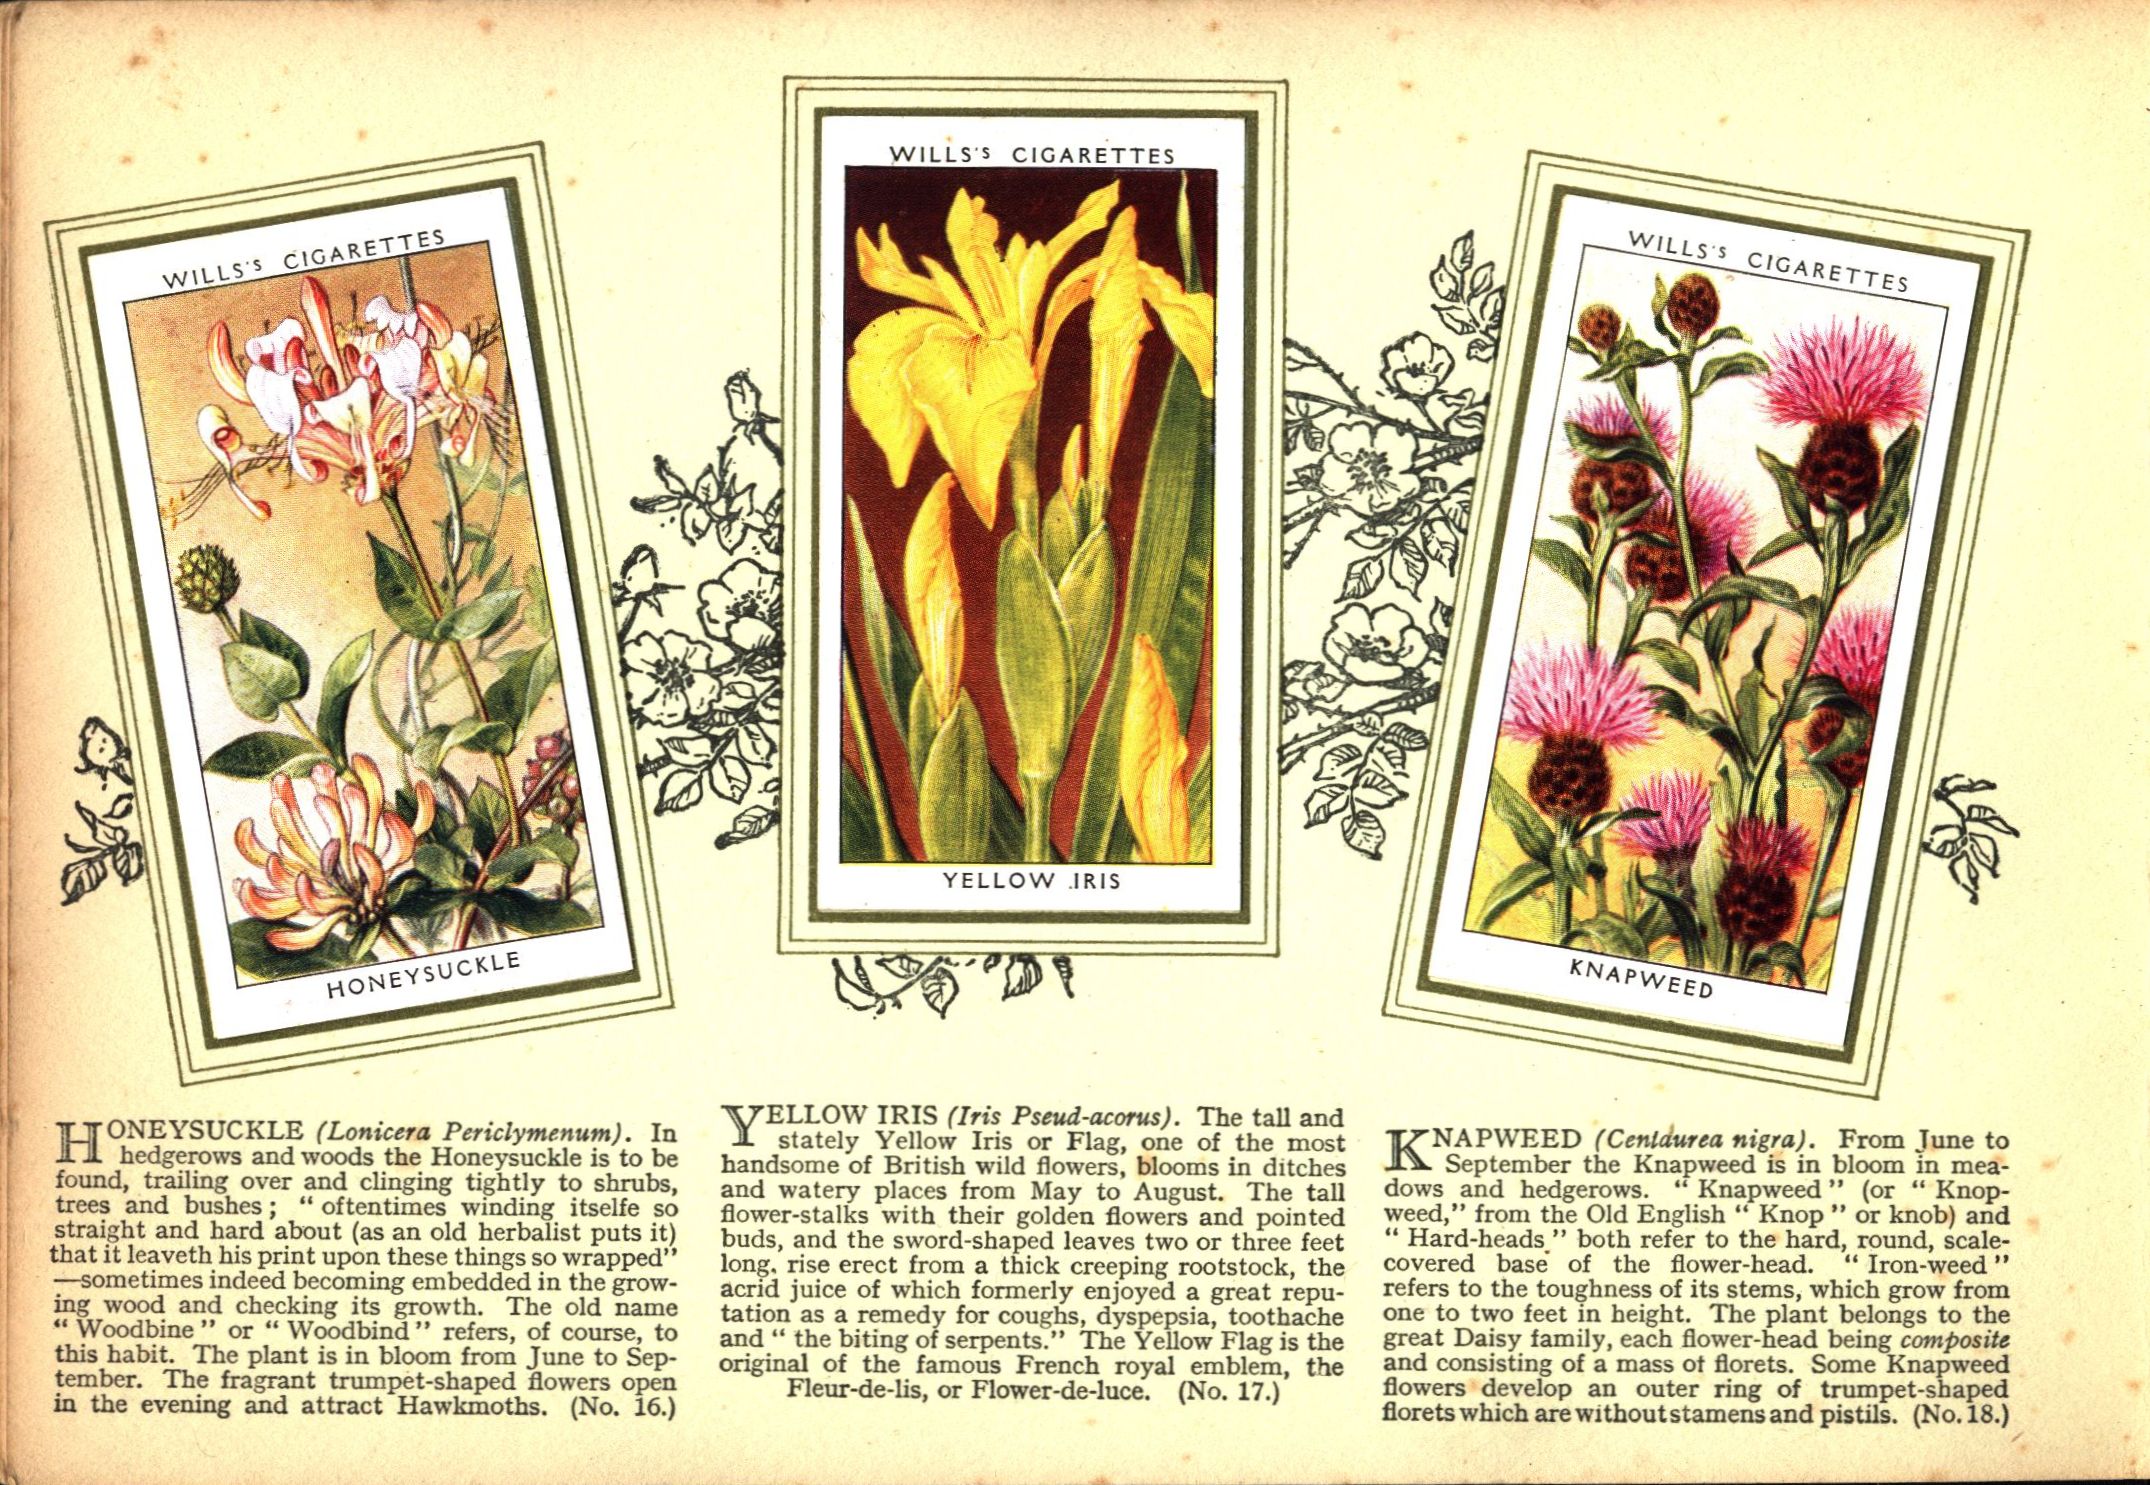 WILLS'S CIGARETTES
HONEYSUCKLE
WILLS'S CIGARETTES
YELLOW IRIS
WILLS'S CIGARETTES
KNAPWEED
HONEYSUCKLE (Lonicera Periclymenum). In
hedgerows and woods the Honeysuckle is to be
found, trailing over and clinging tightly to shrubs,
trees and bushes; "oftentimes winding itselfe so
straight and hard about (as an old herbalist puts it)
that it leaveth his print upon these things so wrapped"
—sometimes indeed becoming embedded in the grow-
ing wood and checking its growth. The old name
"Woodbine" or "Woodbind" refers, of course, to
this habit. The plant is in bloom from June to Sep-
tember. The fragrant trumpet-shaped flowers open
in the evening and attract Hawkmoths. (No. 16.)
YELLOW IRIS (Iris Pseud-acorus). The tall and
stately Yellow Iris or Flag, one of the most
handsome of British wild flowers, blooms in ditches
and watery places from May to August. The tall
flower-stalks with their golden flowers and pointed
buds, and the sword-shaped leaves two or three feet
long, rise erect from a thick creeping rootstock, the
acrid juice of which formerly enjoyed a great repu-
tation as a remedy for coughs, dyspepsia, toothache
and "the biting of serpents." The Yellow Flag is the
original of the famous French royal emblem, the
Fleur-de-lis, or Flower-de-luce. (No. 17.)
KNAPWEED (Centaurea nigra). From June to
September the Knapweed is in bloom in mea-
dows and hedgerows. "Knapweed" (or "Knop-
weed," from the Old English "Knop" or knob) and
"Hard-heads," both refer to the hard, round, scale-
covered base of the flower-head. "Iron-weed"
refers to the toughness of its stems, which grow from
one to two feet in height. The plant belongs to the
great Daisy family, each flower-head being composite
and consisting of a mass of florets. Some Knapweed
flowers develop an outer ring of trumpet-shaped
florets which are without stamens and pistils. (No. 18.)